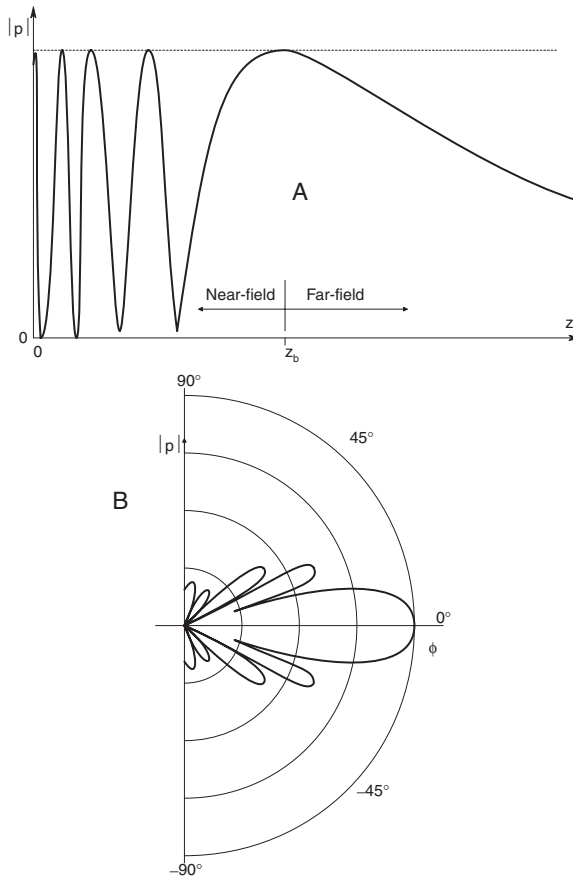 |p|
A
Near-field Far-field
z
0
0
z_b
90°
45°
|p|
B
0°
ϕ
–45°
–90°